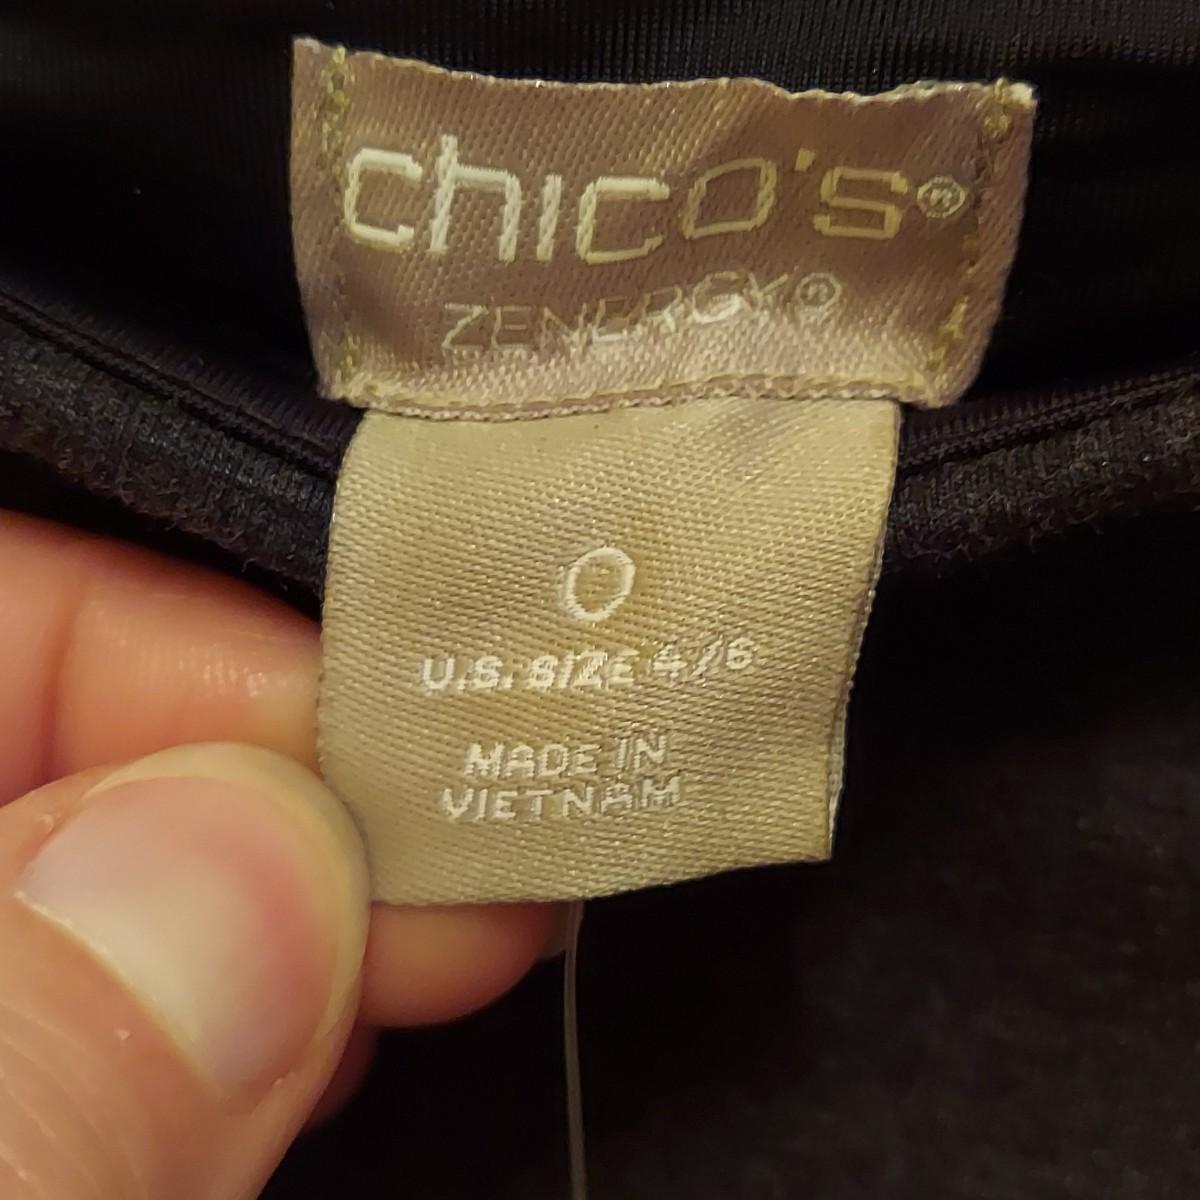 chico's®
ZENERGY®
0
U.S. SIZE 4/6
MADE IN
VIETNAM